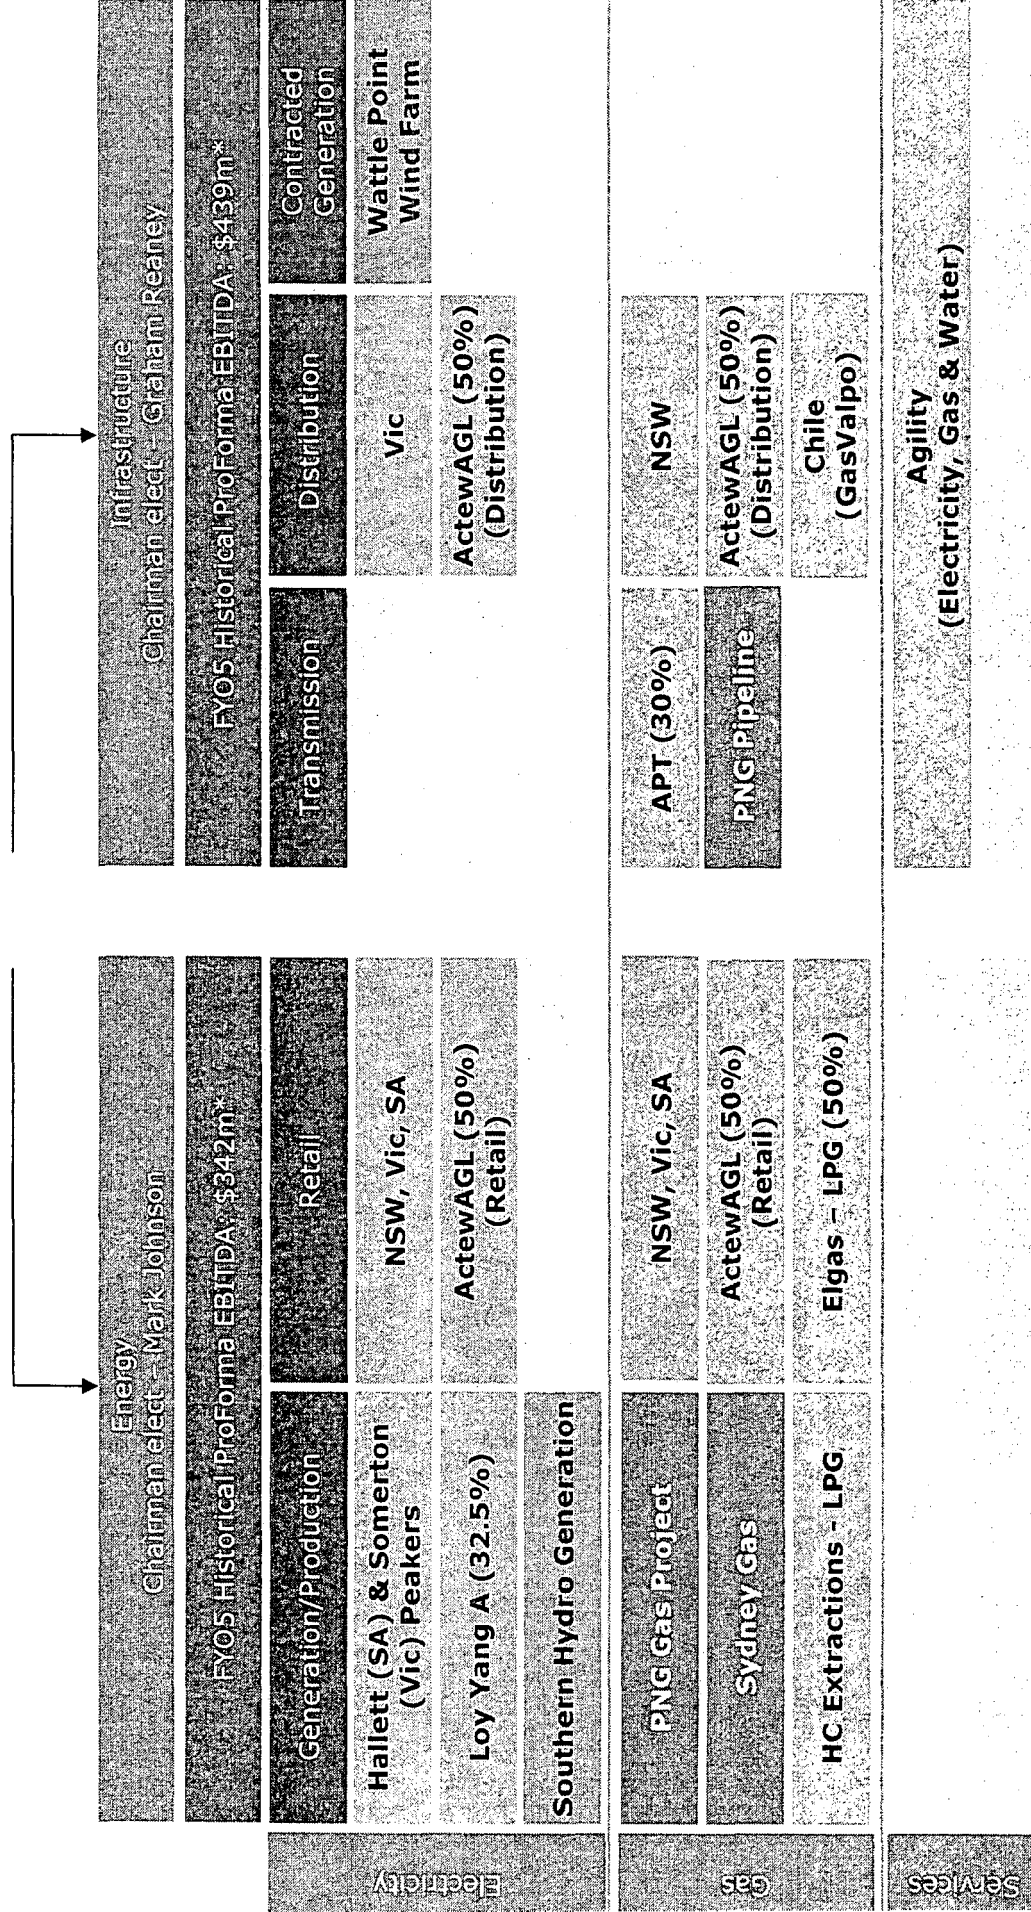 Energy
Chairman elect – Mark Johnson
FY05 Historical ProForma EBITDA: $342m*
Generation/Production
Retail
Infrastructure
Chairman elect – Graham Reaney
FY05 Historical ProForma EBITDA: $439m*
Transmission
Distribution
Contracted
Generation
Electricity
Hallett (SA) & Somerton
(Vic) Peakers
NSW, Vic, SA
Vic
Wattle Point
Wind Farm
Loy Yang A (32.5%)
ActewAGL (50%)
(Retail)
ActewAGL (50%)
(Distribution)
Southern Hydro Generation
Gas
PNG Gas Project
NSW, Vic, SA
APT (30%)
NSW
Sydney Gas
ActewAGL (50%)
(Retail)
PNG Pipeline
ActewAGL (50%)
(Distribution)
HC Extractions - LPG
Elgas – LPG (50%)
Chile
(GasValpo)
Services
Agility
(Electricity, Gas & Water)